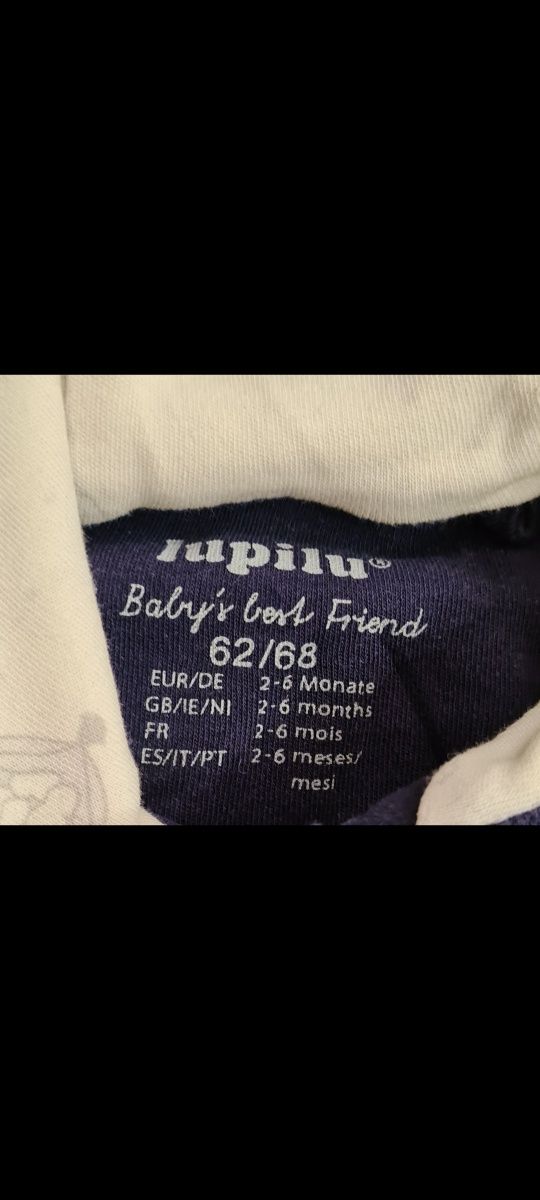 lupilu®
Baby's best Friend
62/68
EUR/DE 2-6 Monate
GB/IE/NI 2-6 months
FR 2-6 mois
ES/IT/PT 2-6 meses/
mesi